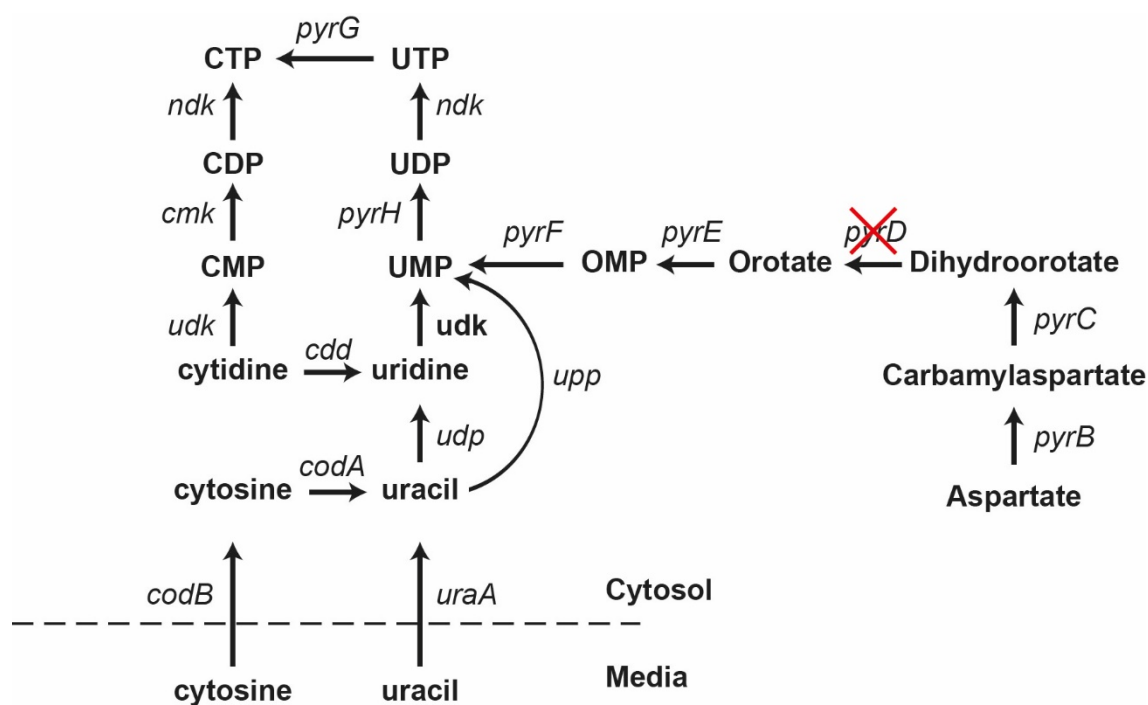 pyrG
CTP UTP
ndk ndk
CDP UDP
cmk pyrH pyrF pyrE pyrD
CMP UMP OMP Orotate Dihydroorotate
udk udk pyrC
cdd
cytidine uridine upp Carbamylaspartate
udp pyrB
codA
cytosine uracil Aspartate
codB uraA Cytosol
cytosine uracil Media